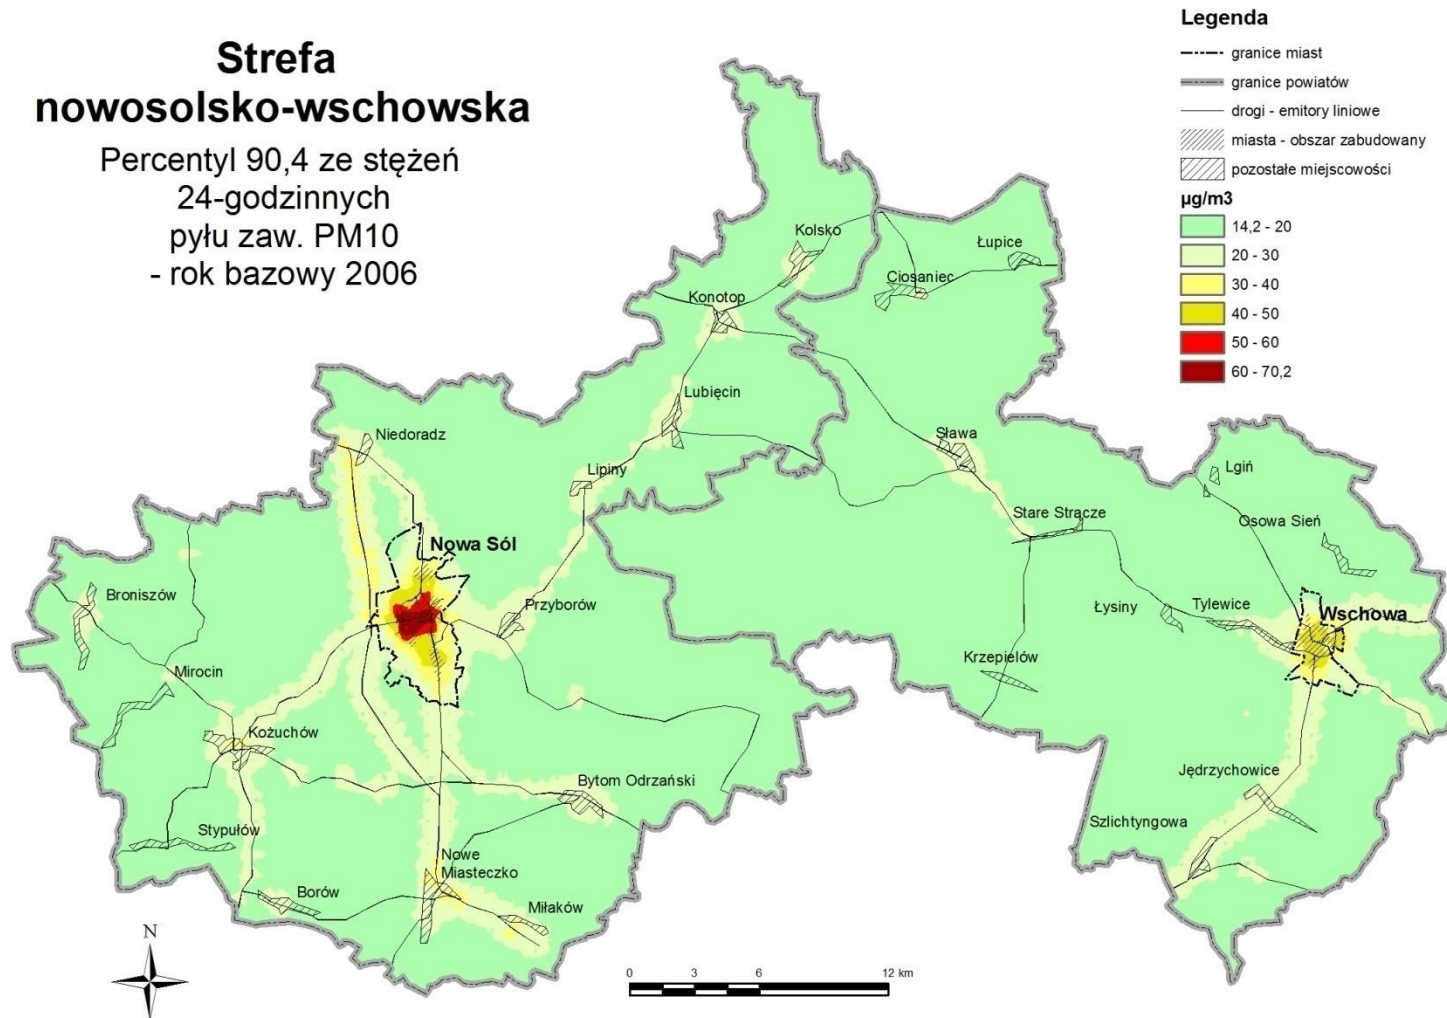 Strefa
nowosolsko-wschowska
Percentyl 90,4 ze stężeń
24-godzinnych
pyłu zaw. PM10
- rok bazowy 2006
Legenda
granice miast
granice powiatów
drogi - emitory liniowe
miasta - obszar zabudowany
pozostałe miejscowości
µg/m3
14,2 - 20
20 - 30
30 - 40
40 - 50
50 - 60
60 - 70,2
Kolsko
Łupice
Ciosaniec
Konotop
Lubięcin
Niedoradz
Sława
Lipiny
Lgiń
Stare Strącze
Osowa Sień
Nowa Sól
Broniszów
Przyborów
Łysiny
Tylewice
Wschowa
Mirocin
Krzepielów
Kożuchów
Bytom Odrzański
Jędrzychowice
Szlichtyngowa
Stypułów
Nowe
Miasteczko
Borów
Miłaków
N
0 3 6 12 km